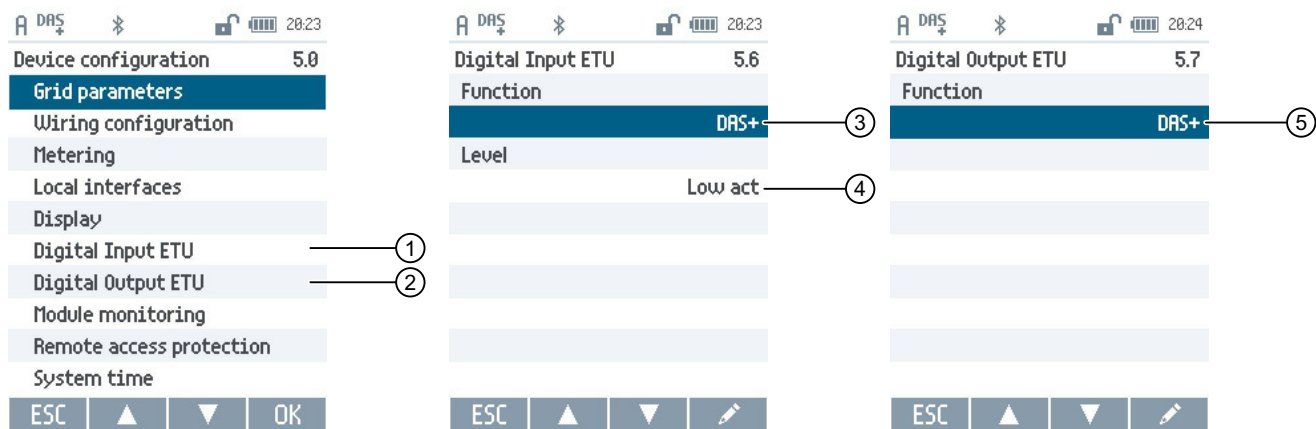 A DAS+ 20:23
Device configuration 5.0
Grid parameters
Wiring configuration
Metering
Local interfaces
Display
Digital Input ETU 1
Digital Output ETU 2
Module monitoring
Remote access protection
System time
ESC OK
A DAS+ 20:23
Digital Input ETU 5.6
Function
DAS+ 3
Level
Low act 4
ESC
A DAS+ 20:24
Digital Output ETU 5.7
Function
DAS+ 5
ESC